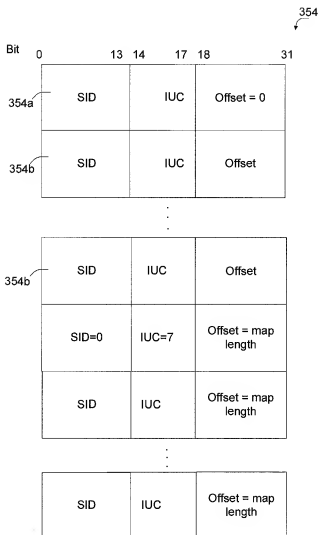 354
Bit
0 13 14 17 18 31
354a SID IUC Offset = 0
354b SID IUC Offset
354b SID IUC Offset
SID=0 IUC=7 Offset = map
length
SID IUC Offset = map
length
SID IUC Offset = map
length